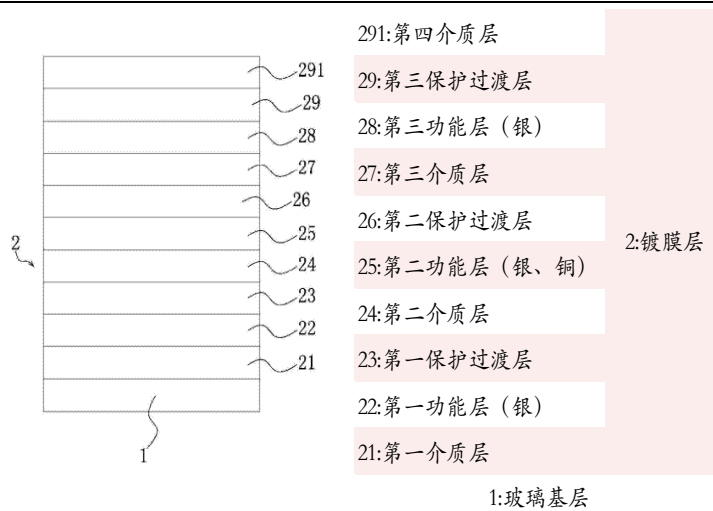 291
29
28
27
26
25
24
23
22
21
2
1
291:第四介质层
29:第三保护过渡层
28:第三功能层（银）
27:第三介质层
26:第二保护过渡层
25:第二功能层（银、铜）
24:第二介质层
23:第一保护过渡层
22:第一功能层（银）
21:第一介质层
2:镀膜层
1:玻璃基层